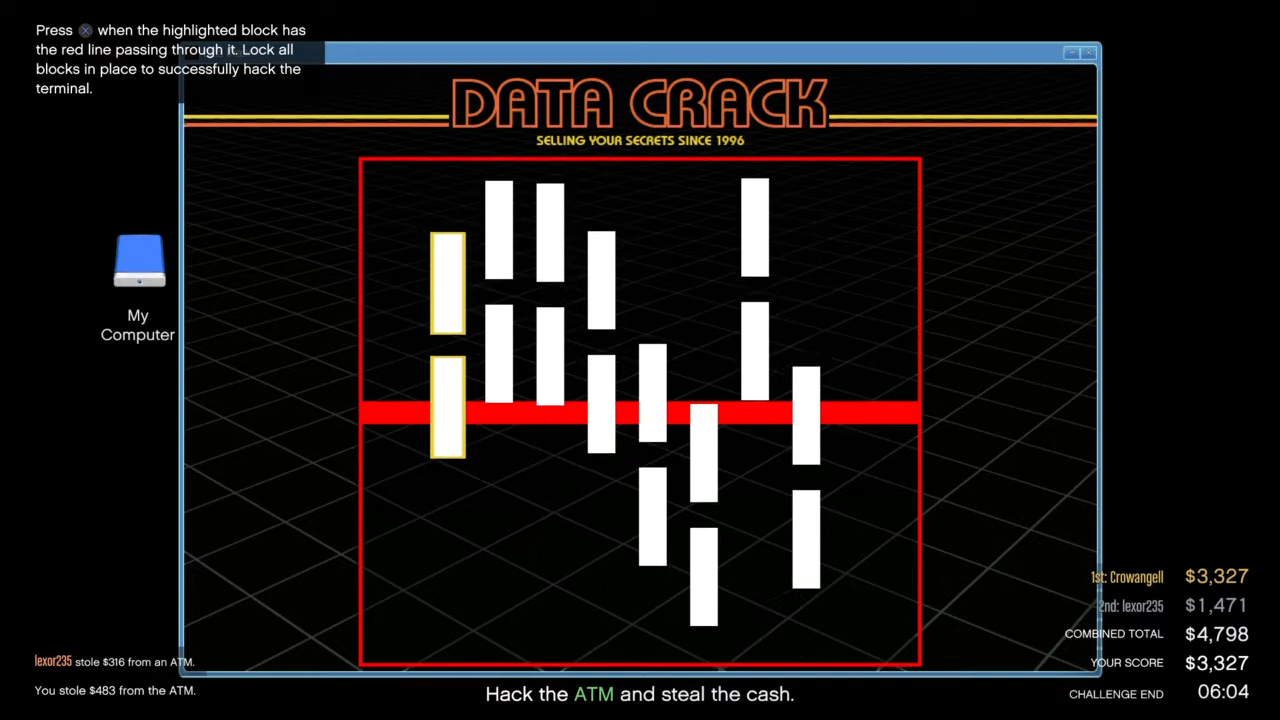 Press when the highlighted block has
the red line passing through it. Lock all
blocks in place to successfully hack the
terminal.
DATA CRACK
SELLING YOUR SECRETS SINCE 1996
My
Computer
1st: Crowangell $3,327
2nd: lexor235 $1,471
COMBINED TOTAL $4,798
lexor235 stole $316 from an ATM.
YOUR SCORE $3,327
You stole $483 from the ATM.
Hack the ATM and steal the cash.
CHALLENGE END 06:04